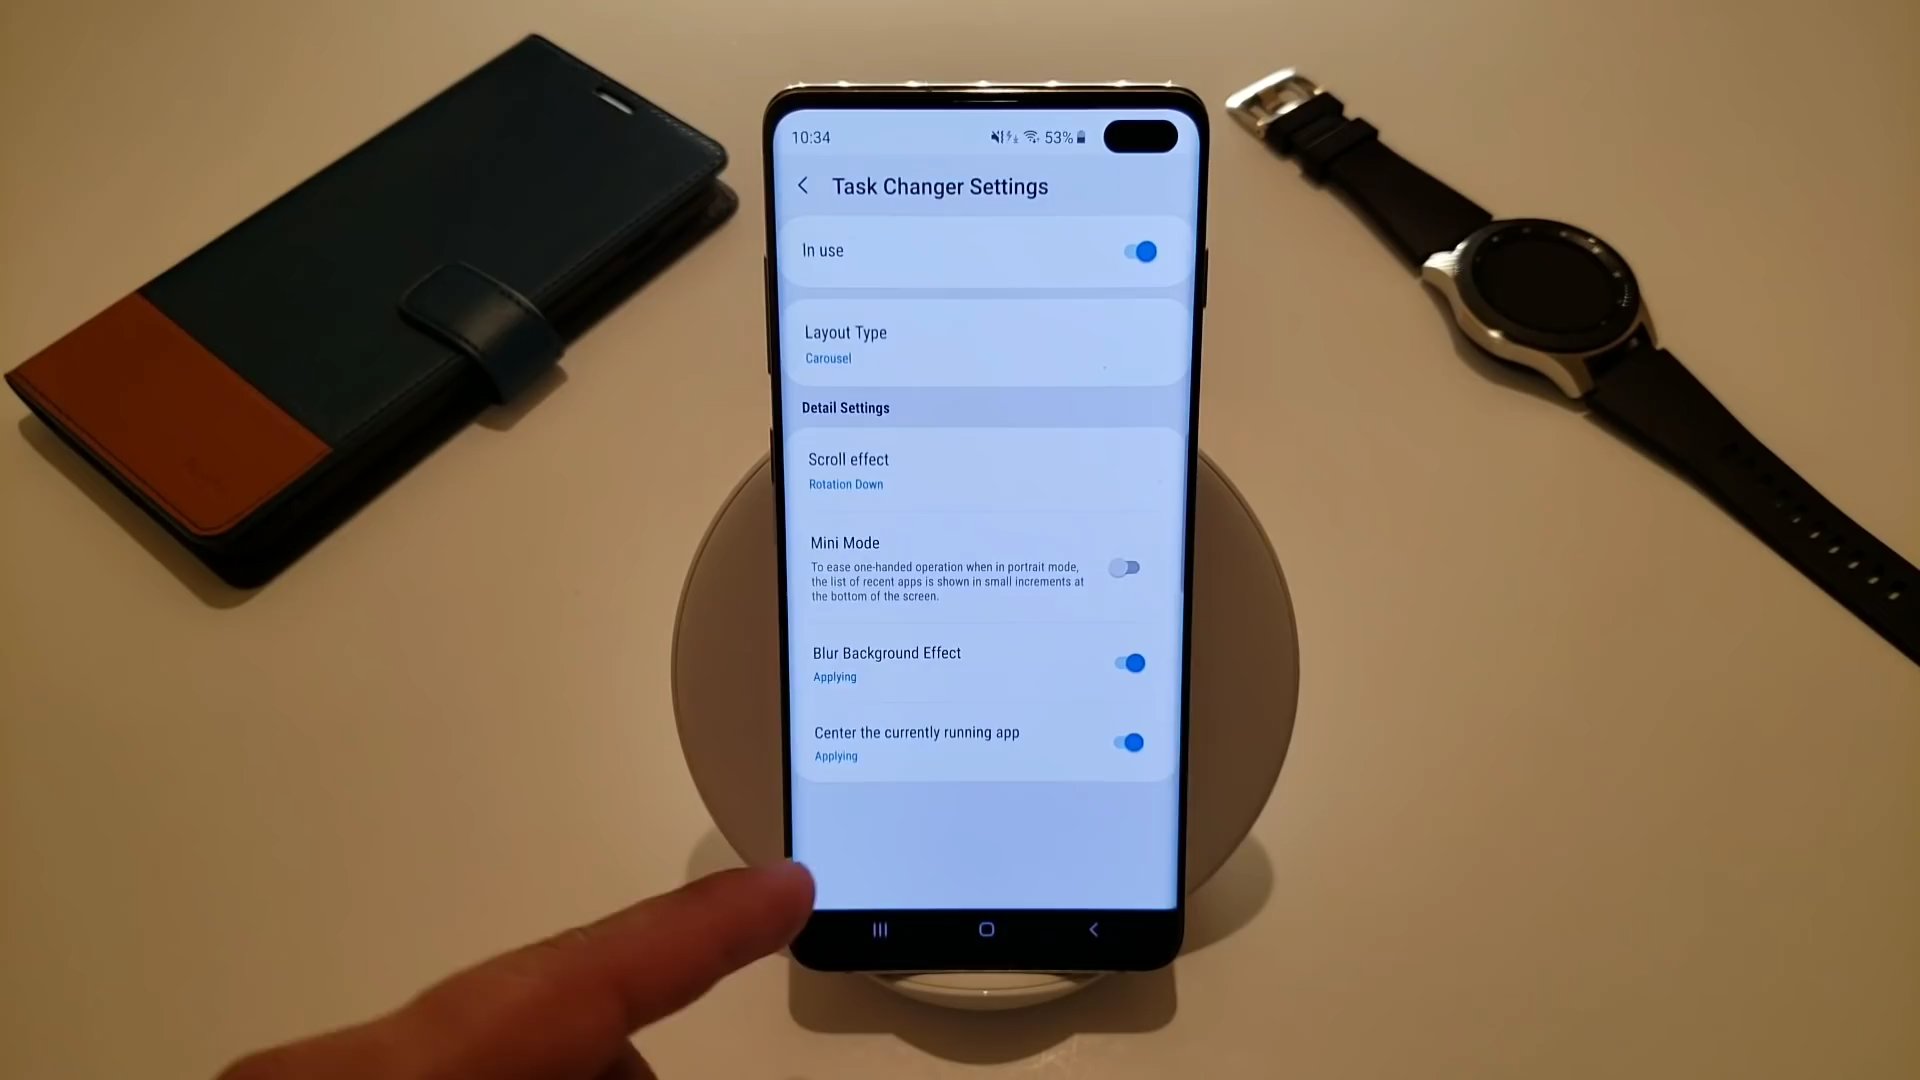 10:34 53%
Task Changer Settings
In use
Layout Type
Carousel
Detail Settings
Scroll effect
Rotation Down
Mini Mode
To ease one-handed operation when in portrait mode,
the list of recent apps is shown in small increments at
the bottom of the screen.
Blur Background Effect
Applying
Center the currently running app
Applying